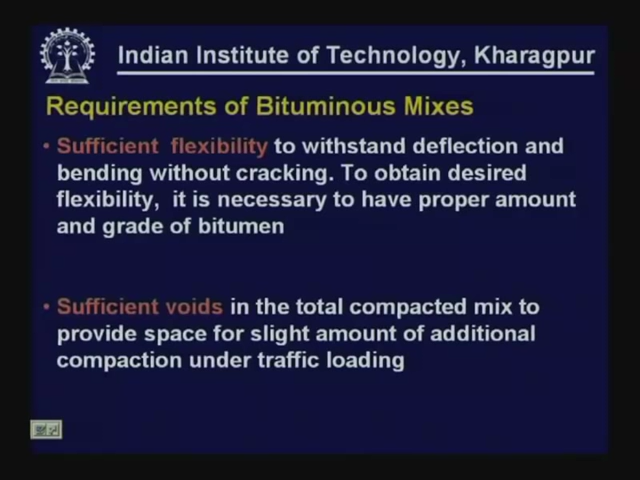 Indian Institute of Technology, Kharagpur
Requirements of Bituminous Mixes
• Sufficient flexibility to withstand deflection and
bending without cracking. To obtain desired
flexibility, it is necessary to have proper amount
and grade of bitumen
• Sufficient voids in the total compacted mix to
provide space for slight amount of additional
compaction under traffic loading